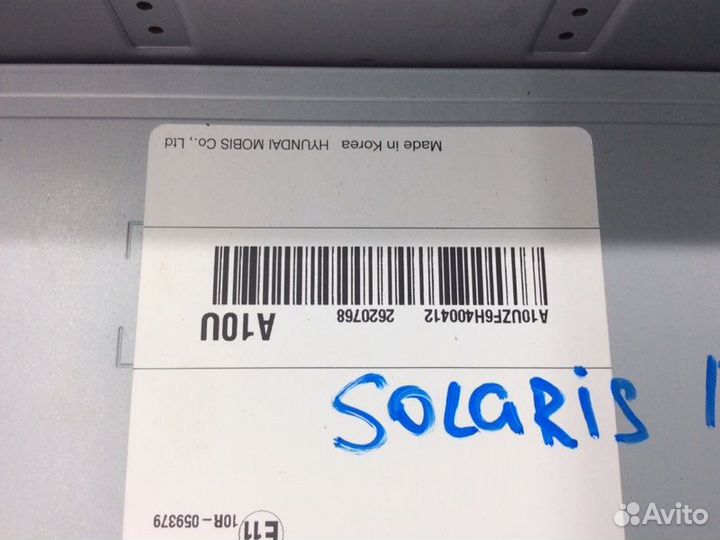 Made in Korea HYUNDAI MOBIS Co., Ltd
A10UZF6H400412 2620768
A10U
SOLARIS
E11 10R-059379
Avito